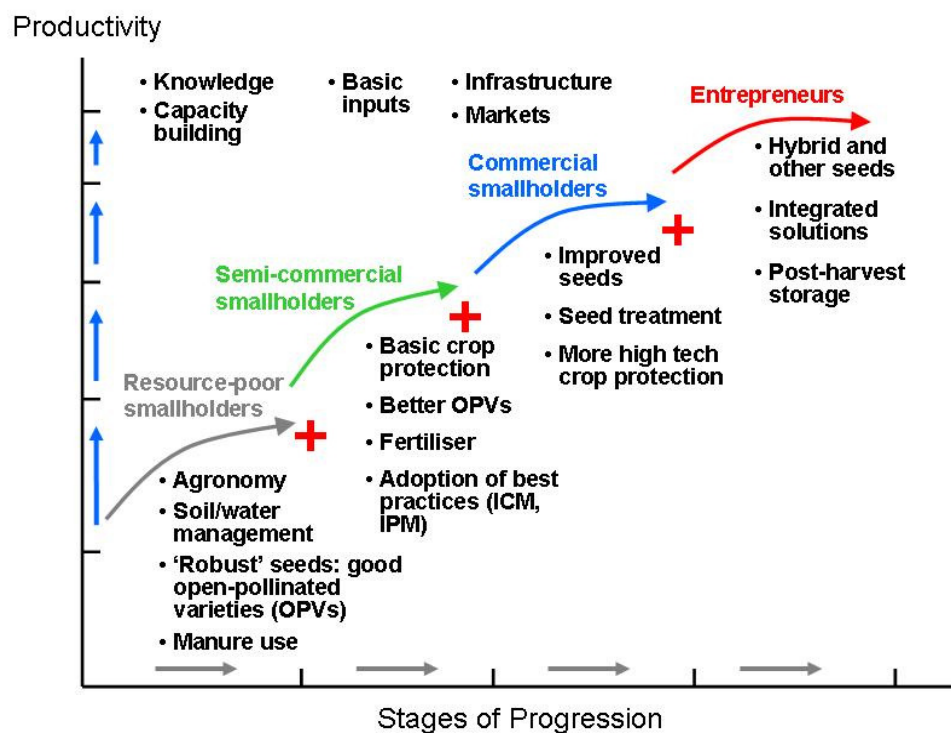 Productivity
• Knowledge
• Capacity
building
• Basic
inputs
• Infrastructure
• Markets
Entrepreneurs
• Hybrid and
other seeds
• Integrated
solutions
• Post-harvest
storage
Commercial
smallholders
• Improved
seeds
• Seed treatment
• More high tech
crop protection
Semi-commercial
smallholders
• Basic crop
protection
• Better OPVs
• Fertiliser
• Adoption of best
practices (ICM,
IPM)
Resource-poor
smallholders
• Agronomy
• Soil/water
management
• ‘Robust’ seeds: good
open-pollinated
varieties (OPVs)
• Manure use
Stages of Progression